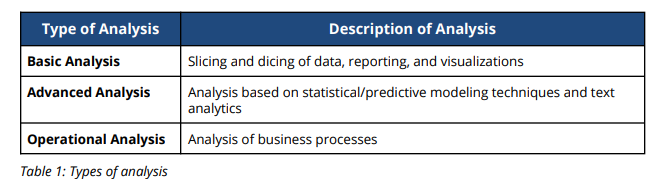 Type of Analysis Description of Analysis
Basic Analysis Slicing and dicing of data, reporting, and visualizations
Advanced Analysis Analysis based on statistical/predictive modeling techniques and text
analytics
Operational Analysis Analysis of business processes
Table 1: Types of analysis